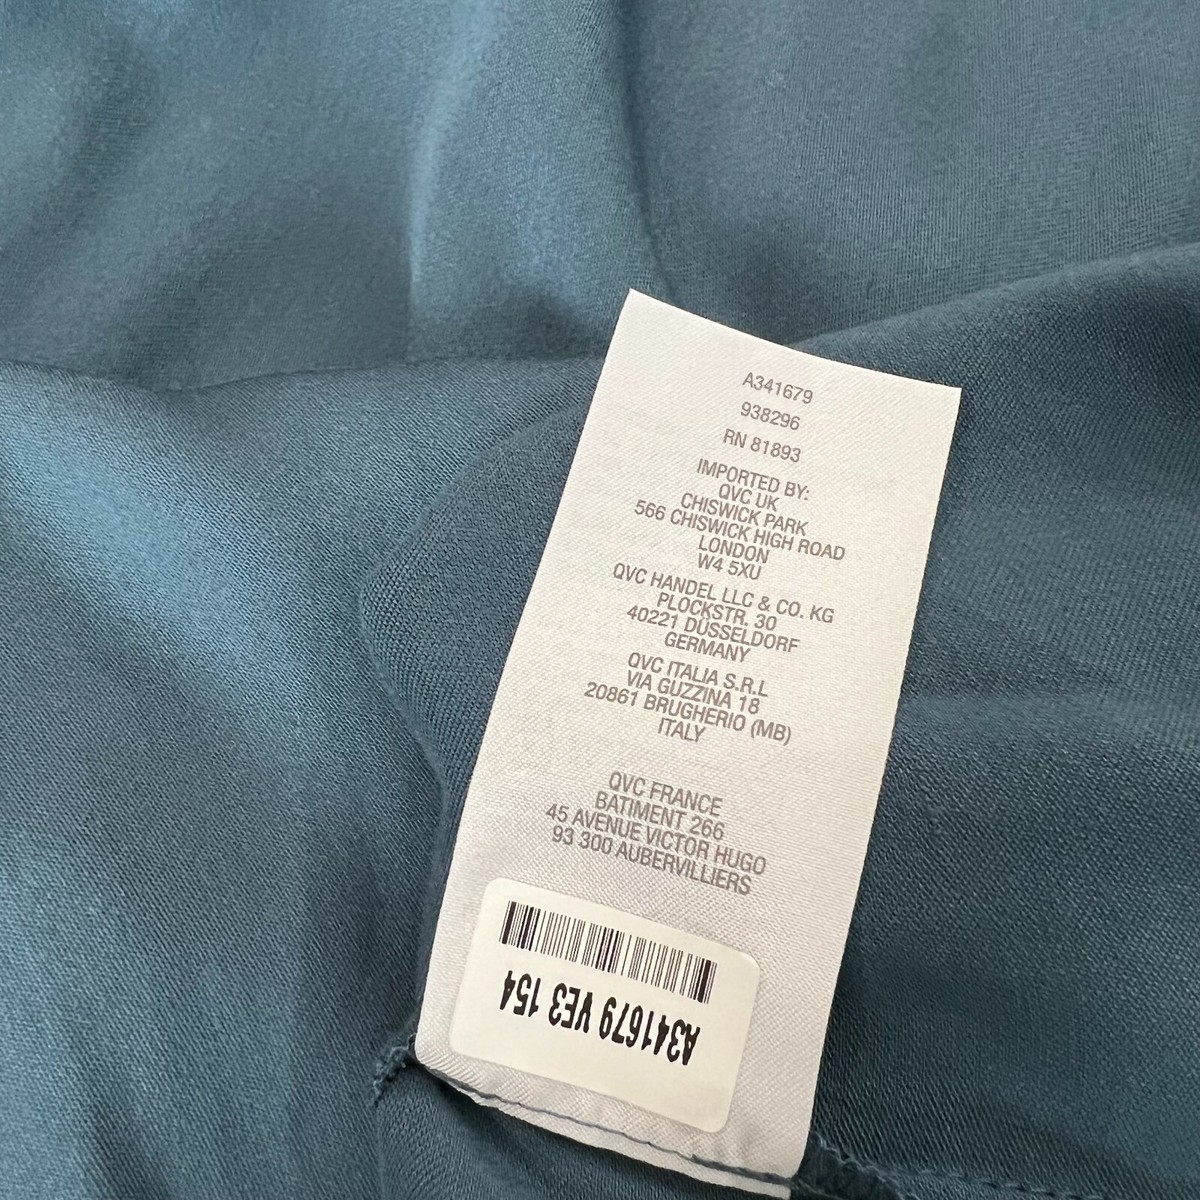 A341679
938296
RN 81893
IMPORTED BY:
QVC UK
CHISWICK PARK
566 CHISWICK HIGH ROAD
LONDON
W4 5XU
QVC HANDEL LLC & CO. KG
PLOCKSTR. 30
40221 DÜSSELDORF
GERMANY
QVC ITALIA S.R.L
VIA GUZZINA 18
20861 BRUGHERIO (MB)
ITALY
QVC FRANCE
BATIMENT 266
45 AVENUE VICTOR HUGO
93 300 AUBERVILLIERS
A341679 VE3 154